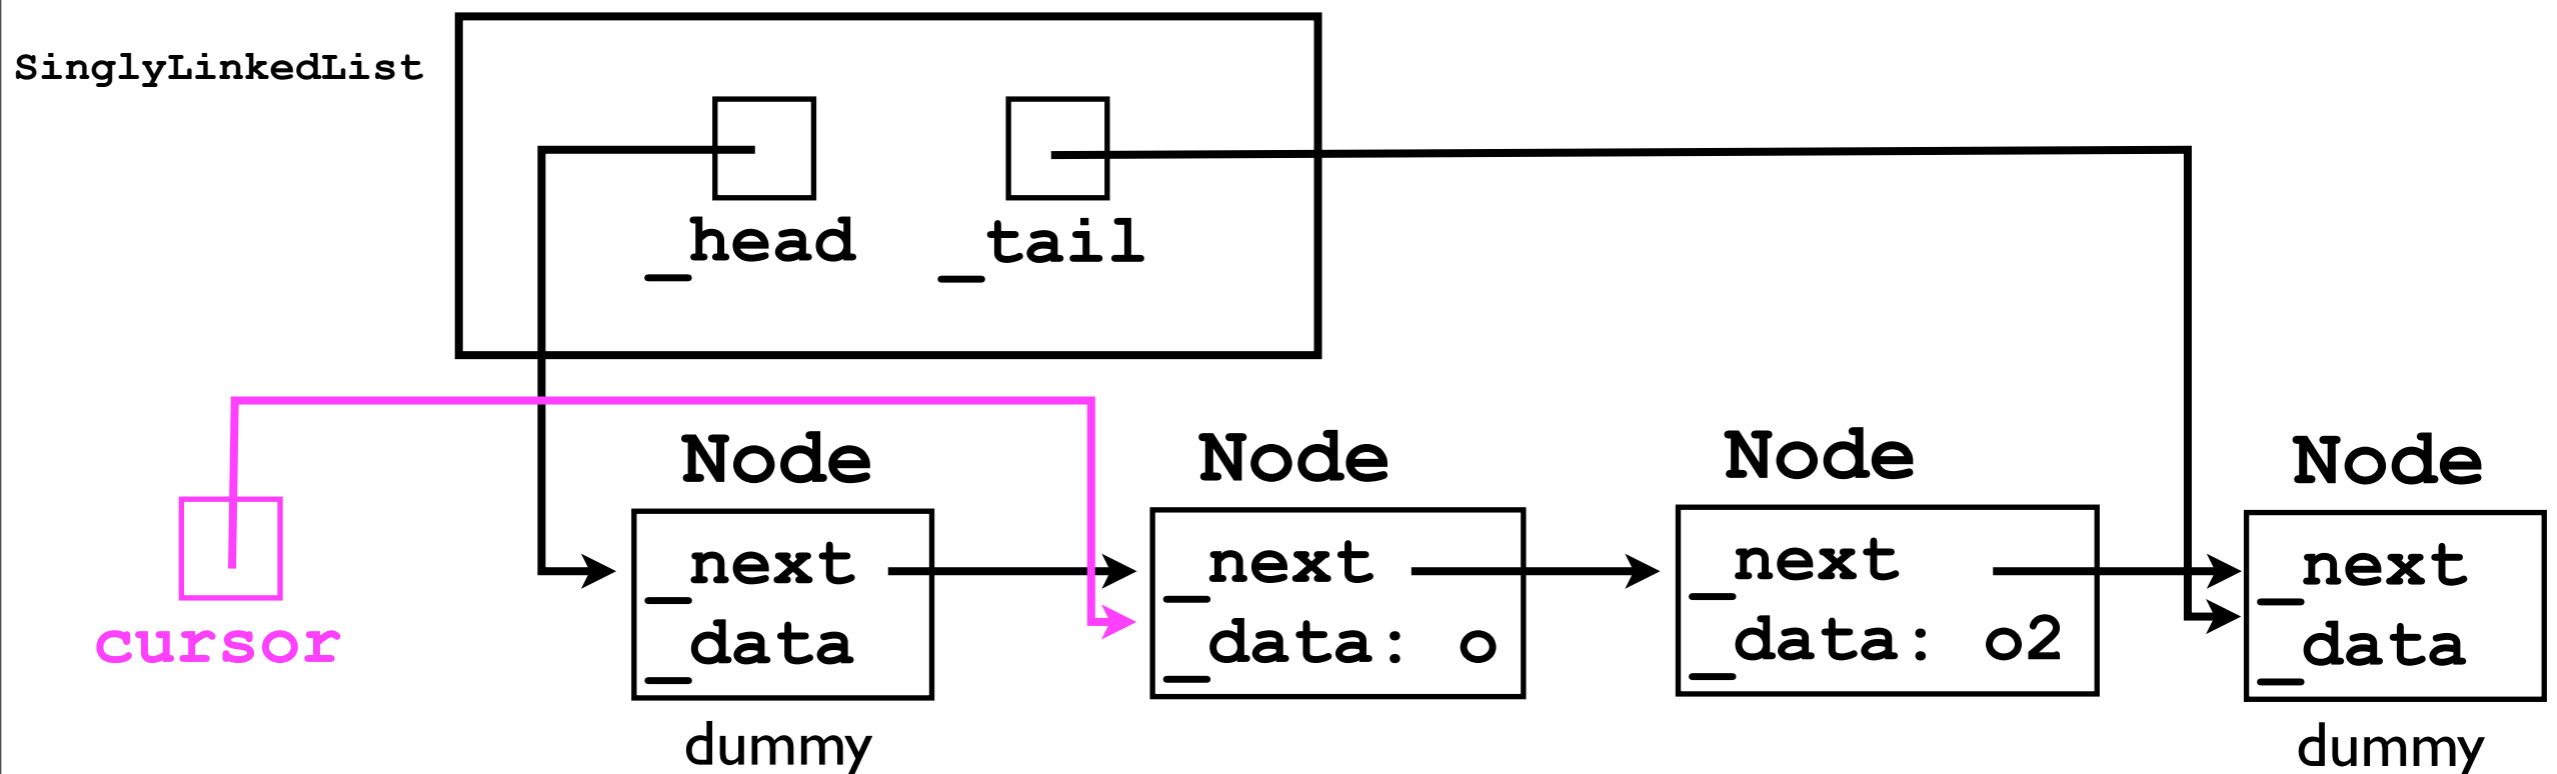 SinglyLinkedList
_head _tail
Node Node Node Node
_next _next _next _next
cursor _data _data: o _data: o2 _data
dummy dummy